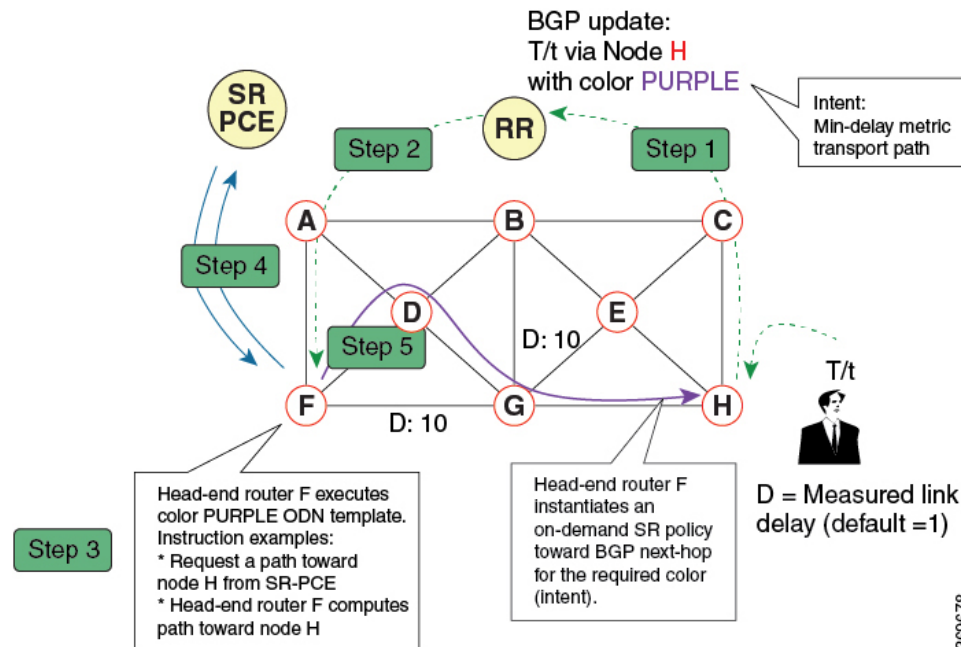 BGP update:
T/t via Node H
with color PURPLE
Intent:
Min-delay metric
transport path
SR
PCE
RR
Step 2
Step 1
A
B
C
Step 4
D
E
Step 5
D: 10
T/t
F
G
H
D: 10
D = Measured link
delay (default =1)
Step 3
Head-end router F executes
color PURPLE ODN template.
Instruction examples:
* Request a path toward
node H from SR-PCE
* Head-end router F computes
path toward node H
Head-end router F
instantiates an
on-demand SR policy
toward BGP next-hop
for the required color
(intent).